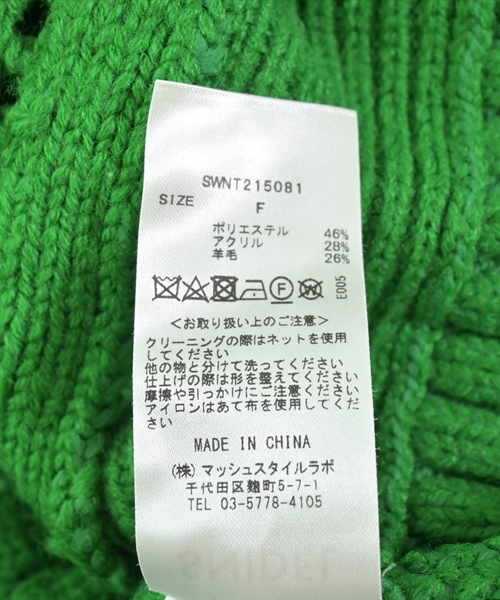 SWNT215081
SIZE F
ポリエステル 46%
アクリル 28%
羊毛 26%
F W
E005
<お取り扱い上のご注意>
クリーニングの際はネットを使用
してください
他の物と分けて洗ってください
仕上げの際は形を整えてください
摩擦や引っかけにご注意ください
アイロンはあて布を使用してくだ
さい
MADE IN CHINA
(株) マッシュスタイルラボ
千代田区麹町5-7-1
TEL 03-5778-4105
SNIDEL